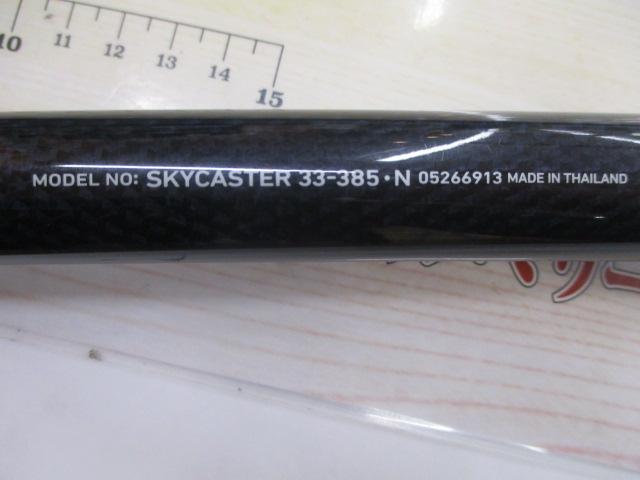 10 11 12 13 14 15
MODEL NO: SKYCASTER 33-385・N 05266913 MADE IN THAILAND